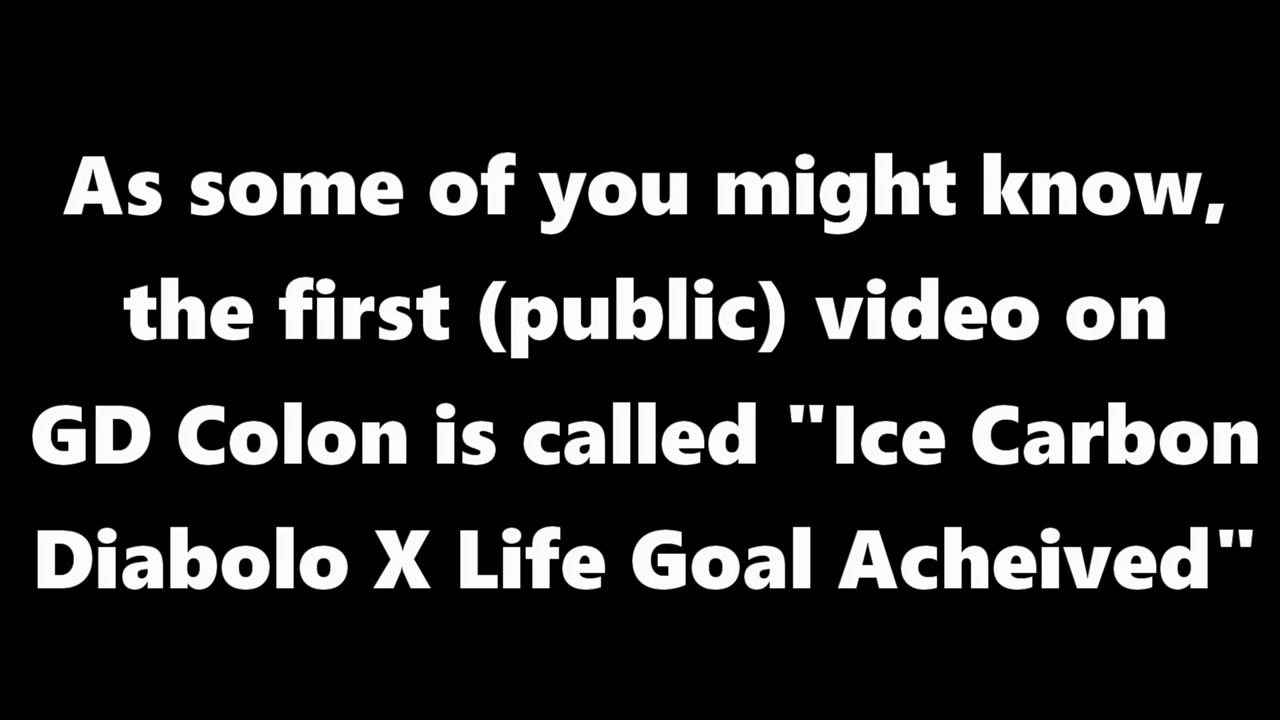 As some of you might know,
the first (public) video on
GD Colon is called "Ice Carbon
Diabolo X Life Goal Acheived"